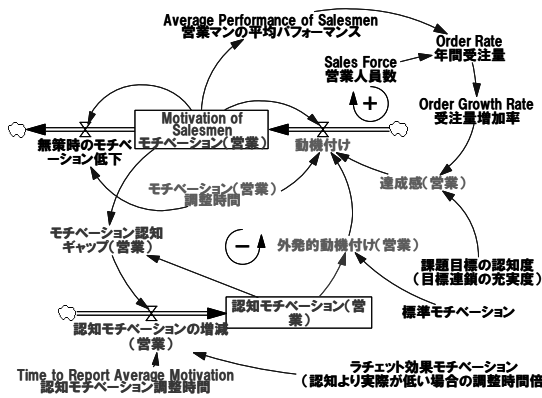 Average Performance of Salesmen
営業マンの平均パフォーマンス
Order Rate
年間受注量
Sales Force
営業人員数
Order Growth Rate
受注量増加率
+
Motivation of
Salesmen
モチベーション(営業)
無策時のモチベ
ーション低下
動機付け
達成感(営業)
モチベーション(営業)
調整時間
モチベーション認知
ギャップ(営業)
−
外発的動機付け(営業)
課題目標の認知度
(目標連鎖の充実度)
認知モチベーション(営
業)
標準モチベーション
認知モチベーションの増減
(営業)
Time to Report Average Motivation
認知モチベーション調整時間
ラチェット効果モチベーション
(認知より実際が低い場合の調整時間倍